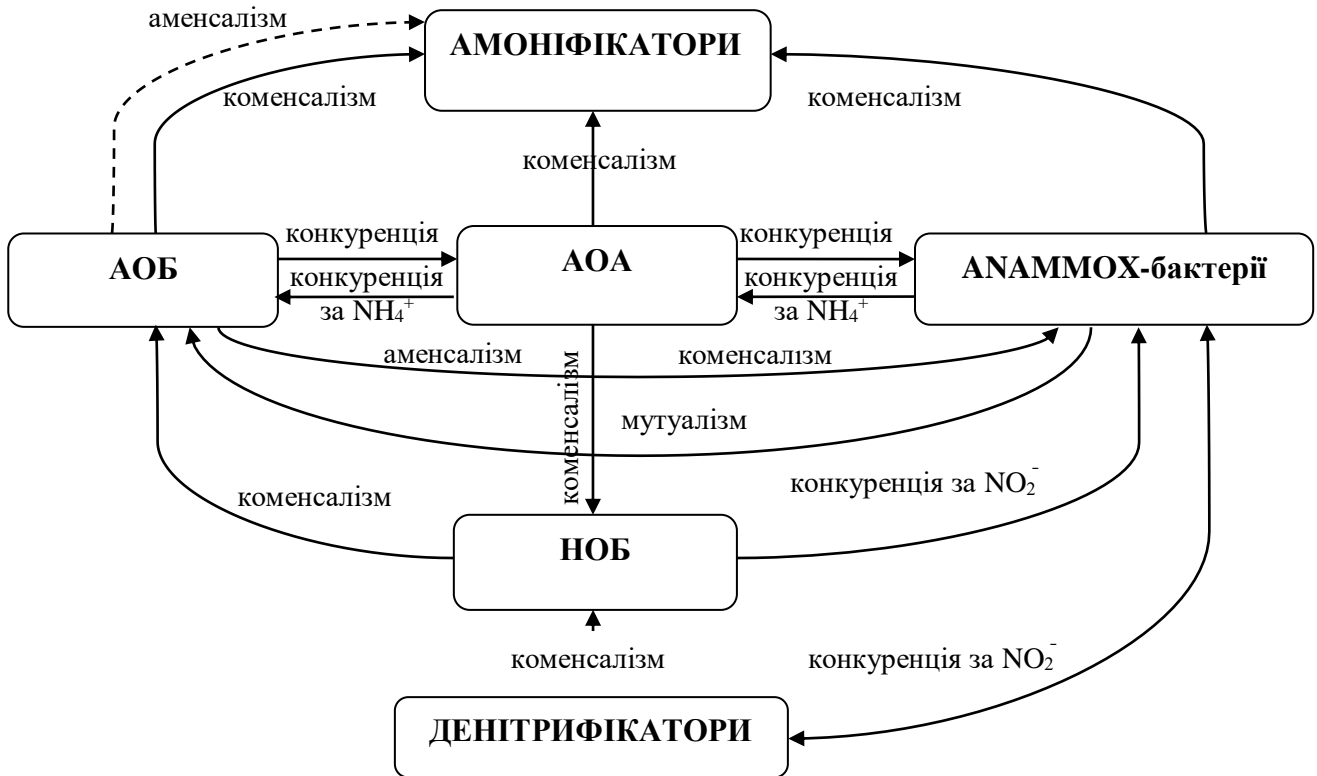 аменсалізм
АМОНІФІКАТОРИ
коменсалізм
коменсалізм
коменсалізм
конкуренція
конкуренція
АОБ
АОА
ANAMMOX-бактерії
конкуренція
за NH₄⁺
конкуренція
за NH₄⁺
аменсалізм
коменсалізм
коменсалізм
мутуалізм
коменсалізм
конкуренція за NO₂⁻
НОБ
коменсалізм
конкуренція за NO₂⁻
ДЕНІТРИФІКАТОРИ